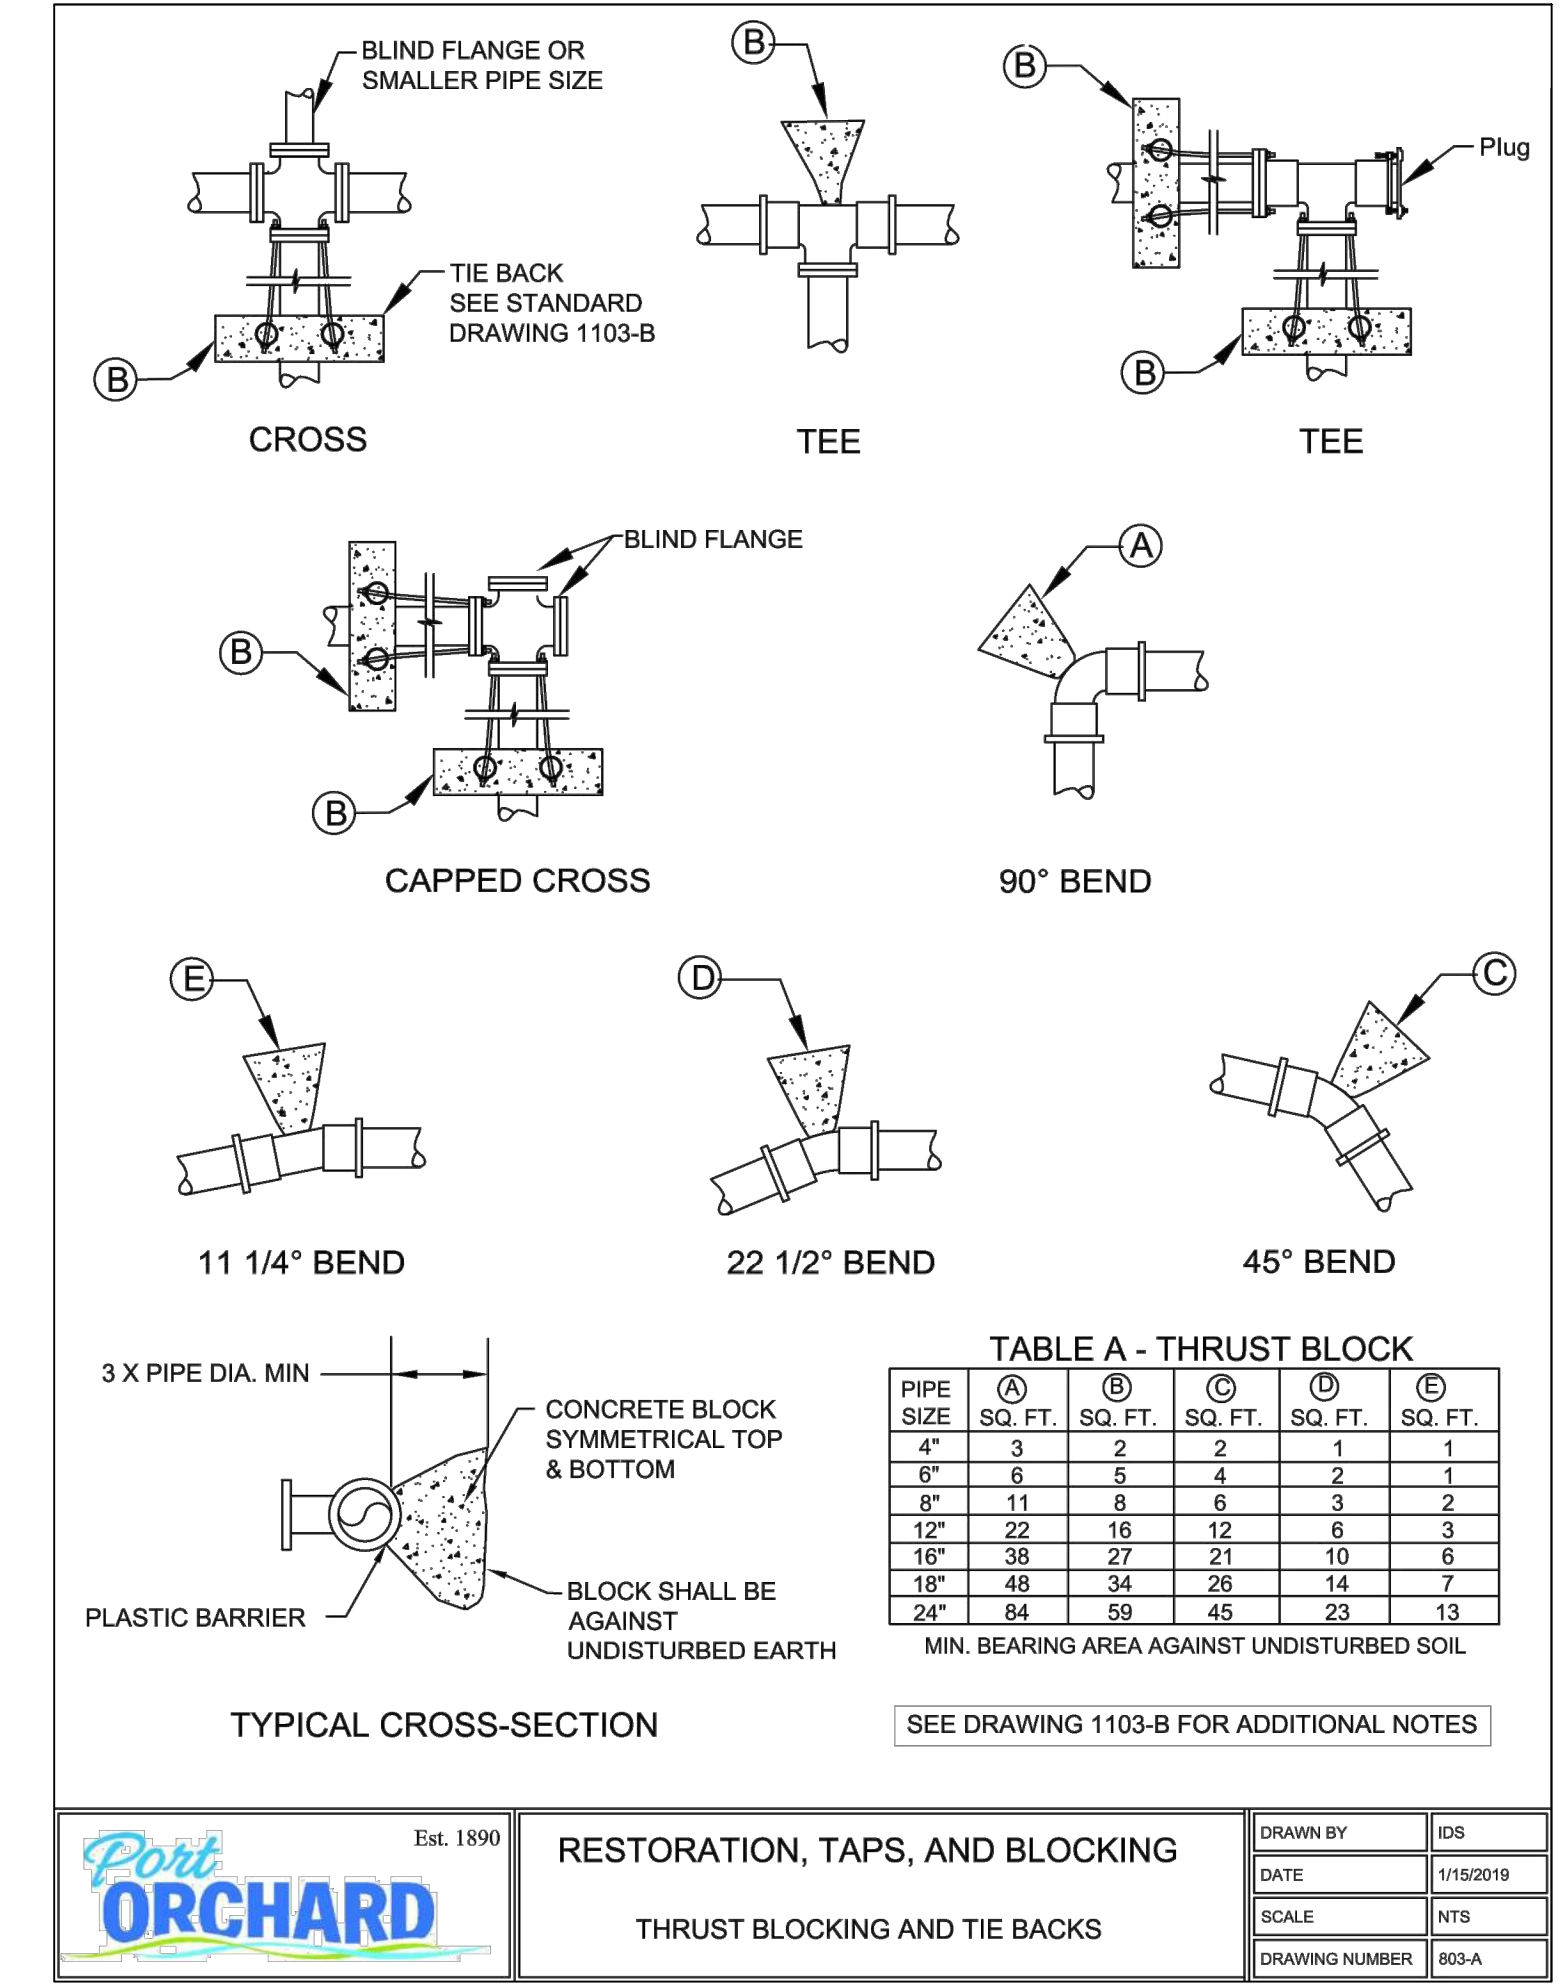 BLIND FLANGE OR
SMALLER PIPE SIZE
TIE BACK
SEE STANDARD
DRAWING 1103-B
B
CROSS
B
TEE
B
Plug
B
TEE
BLIND FLANGE
B
B
CAPPED CROSS
A
90° BEND
E
11 1/4° BEND
D
22 1/2° BEND
C
45° BEND
3 X PIPE DIA. MIN
CONCRETE BLOCK
SYMMETRICAL TOP
& BOTTOM
PLASTIC BARRIER
BLOCK SHALL BE
AGAINST
UNDISTURBED EARTH
TYPICAL CROSS-SECTION
TABLE A - THRUST BLOCK
PIPE SIZE A SQ. FT. B SQ. FT. C SQ. FT. D SQ. FT. E SQ. FT.
4" 3 2 2 1 1
6" 6 5 4 2 1
8" 11 8 6 3 2
12" 22 16 12 6 3
16" 38 27 21 10 6
18" 48 34 26 14 7
24" 84 59 45 23 13
MIN. BEARING AREA AGAINST UNDISTURBED SOIL
SEE DRAWING 1103-B FOR ADDITIONAL NOTES
Est. 1890
Port
ORCHARD
RESTORATION, TAPS, AND BLOCKING
THRUST BLOCKING AND TIE BACKS
DRAWN BY IDS
DATE 1/15/2019
SCALE NTS
DRAWING NUMBER 803-A